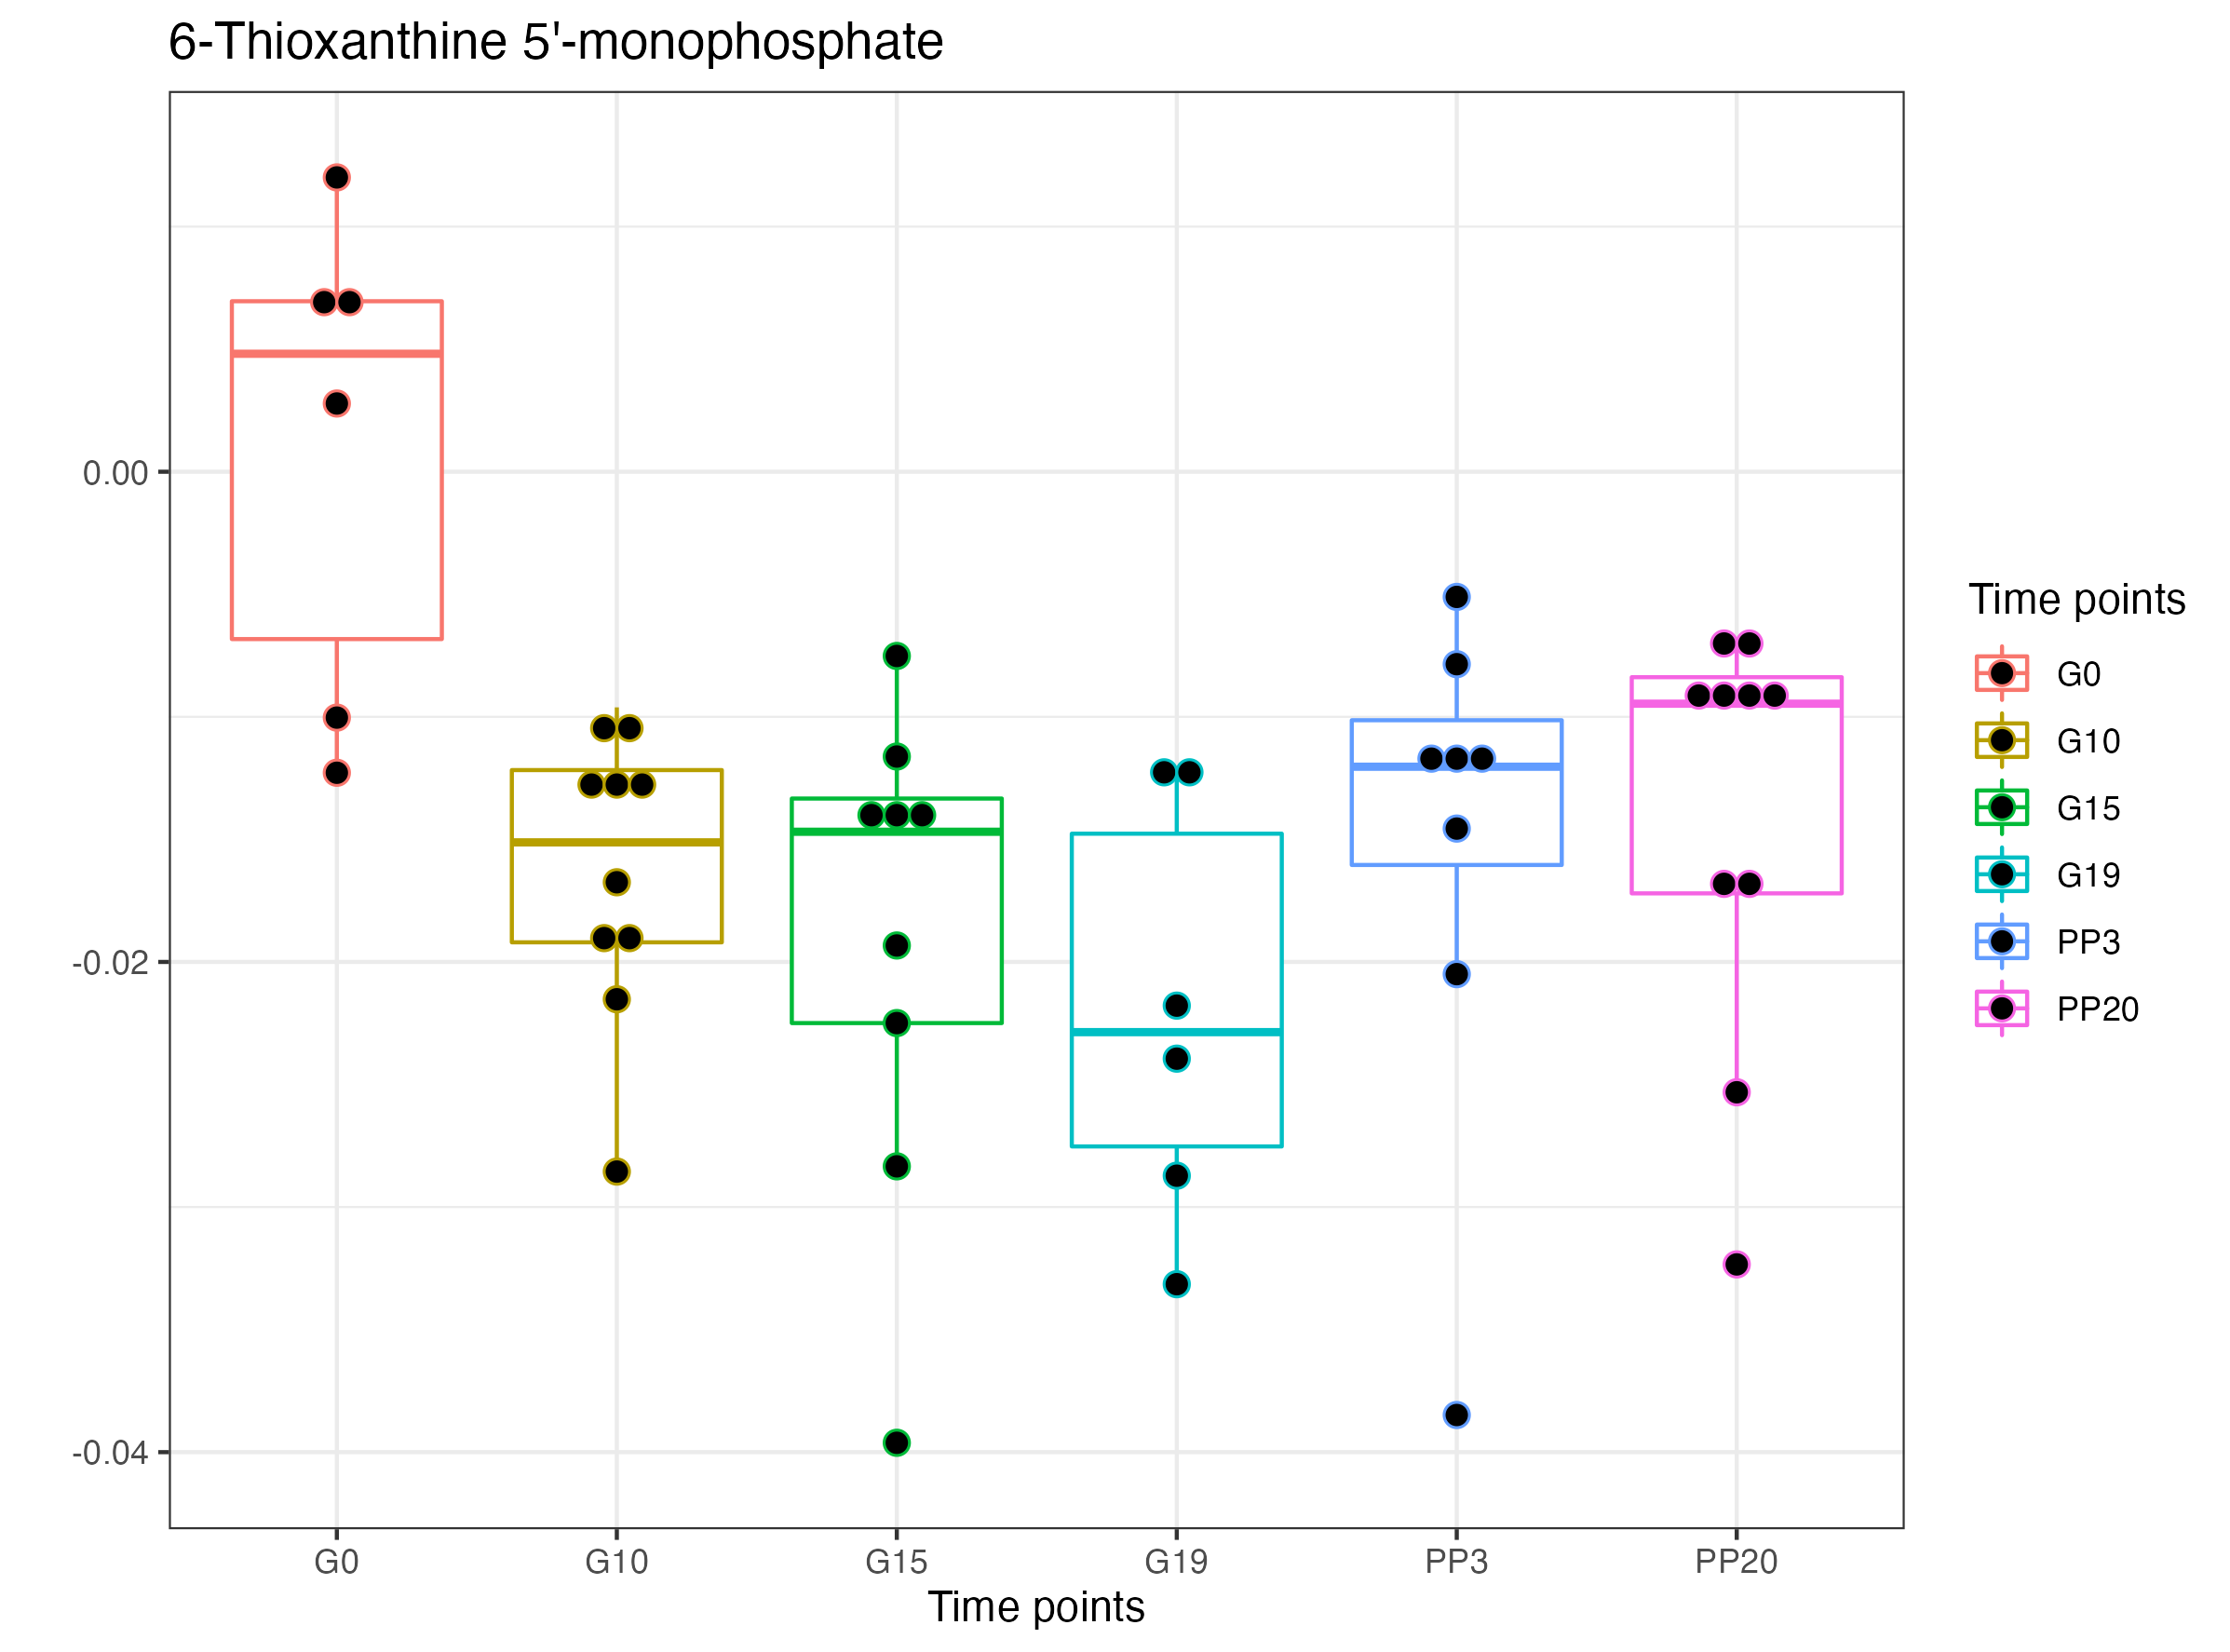 6-Thioxanthine 5'-monophosphate
0.00
-0.02
-0.04
G0 G10 G15 G19 PP3 PP20
Time points
Time points
G0
G10
G15
G19
PP3
PP20